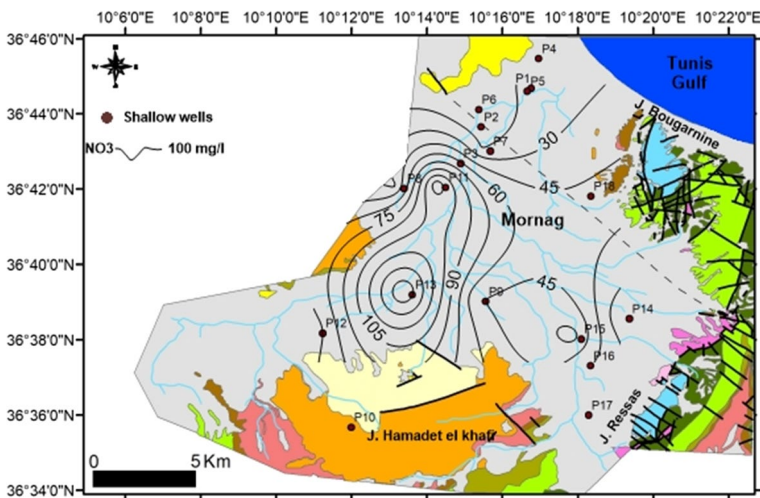 10°6'0"E 10°8'0"E 10°10'0"E 10°12'0"E 10°14'0"E 10°16'0"E 10°18'0"E 10°20'0"E 10°22'0"E
36°46'0"N
36°44'0"N
36°42'0"N
36°40'0"N
36°38'0"N
36°36'0"N
36°34'0"N
Shallow wells
NO3 100 mg/l
Tunis
Gulf
J. Bougarnine
P4
P1 P5
P6
P2
P7
30
P3
P8
P11
45
P18
60
75
Mornag
P13
90
45
P9
P14
P12
105
P15
P16
P17
P10
J. Hamadet el khatf
J. Ressas
0 5 Km